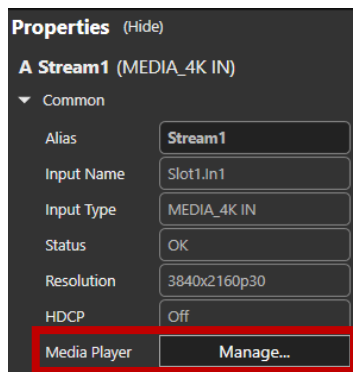 Properties (Hide)
A Stream1 (MEDIA_4K IN)
Common
Alias Stream1
Input Name Slot1.In1
Input Type MEDIA_4K IN
Status OK
Resolution 3840x2160p30
HDCP Off
Media Player Manage...